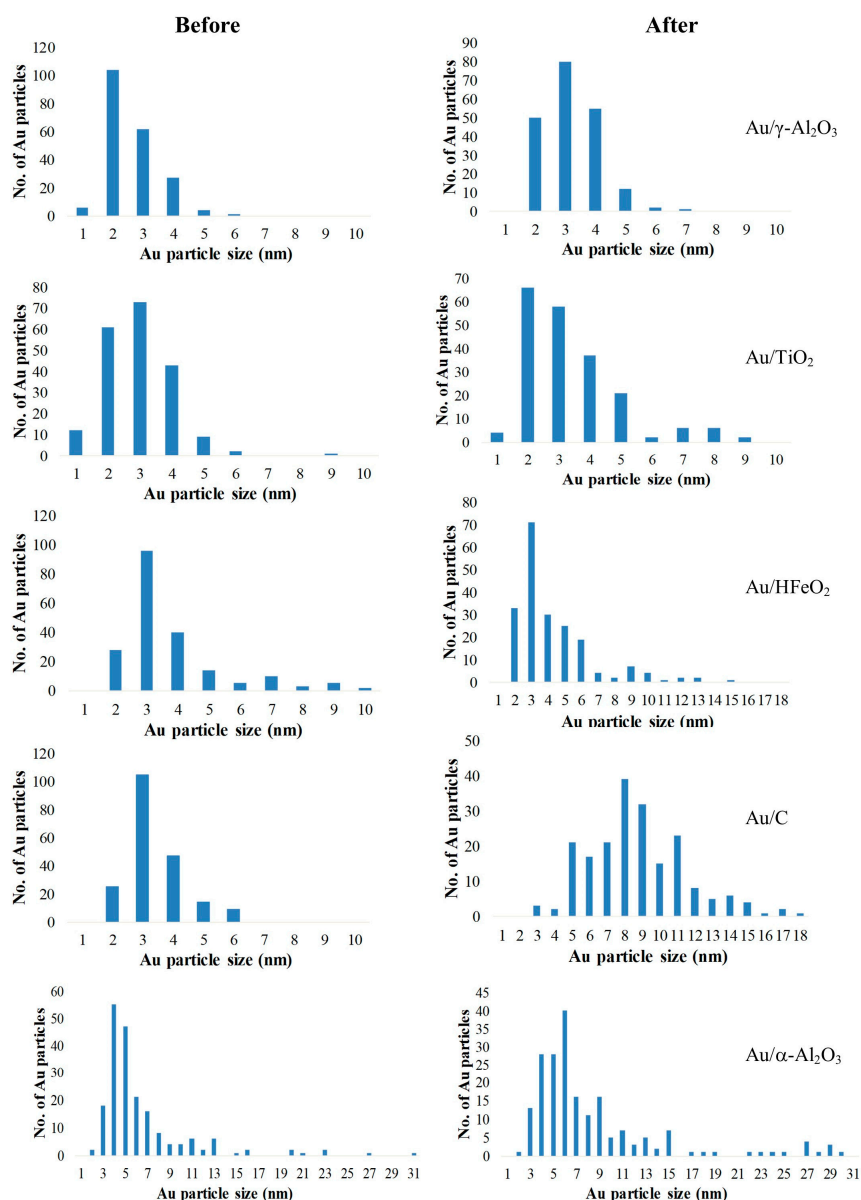 Before
After
120
100
80
60
40
20
0
No. of Au particles
1 2 3 4 5 6 7 8 9 10
Au particle size (nm)
90
80
70
60
50
40
30
20
10
0
No. of Au particles
1 2 3 4 5 6 7 8 9 10
Au particle size (nm)
Au/γ-Al₂O₃
80
70
60
50
40
30
20
10
0
No. of Au particles
1 2 3 4 5 6 7 8 9 10
Au particle size (nm)
70
60
50
40
30
20
10
0
No. of Au particles
1 2 3 4 5 6 7 8 9 10
Au particle size (nm)
Au/TiO₂
120
100
80
60
40
20
0
No. of Au particles
1 2 3 4 5 6 7 8 9 10
Au particle size (nm)
80
70
60
50
40
30
20
10
0
No. of Au particles
1 2 3 4 5 6 7 8 9 10 11 12 13 14 15 16 17 18
Au particle size (nm)
Au/HFeO₂
120
100
80
60
40
20
0
No. of Au particles
1 2 3 4 5 6 7 8 9 10
Au particle size (nm)
50
40
30
20
10
0
No. of Au particles
1 2 3 4 5 6 7 8 9 10 11 12 13 14 15 16 17 18
Au particle size (nm)
Au/C
60
50
40
30
20
10
0
No. of Au particles
1 3 5 7 9 11 13 15 17 19 21 23 25 27 29 31
Au particle size (nm)
45
40
35
30
25
20
15
10
5
0
No. of Au particles
1 3 5 7 9 11 13 15 17 19 21 23 25 27 29 31
Au particle size (nm)
Au/α-Al₂O₃